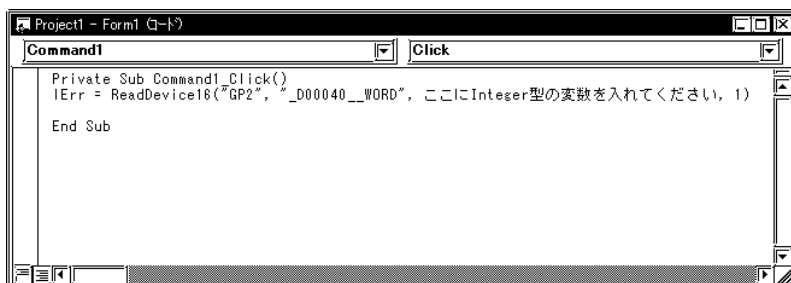 Project1 - Form1 (コード)
Command1
Click
Private Sub Command1_Click()
lErr = ReadDevice16("GP2", "_D00040__WORD", ここにInteger型の変数を入れてください, 1)
End Sub